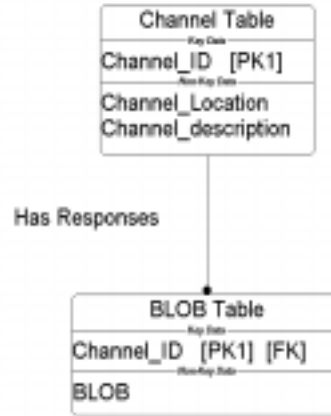 Channel Table
Key Data
Channel_ID [PK1]
Non-Key Data
Channel_Location
Channel_description
Has Responses
BLOB Table
Key Data
Channel_ID [PK1] [FK]
Non-Key Data
BLOB